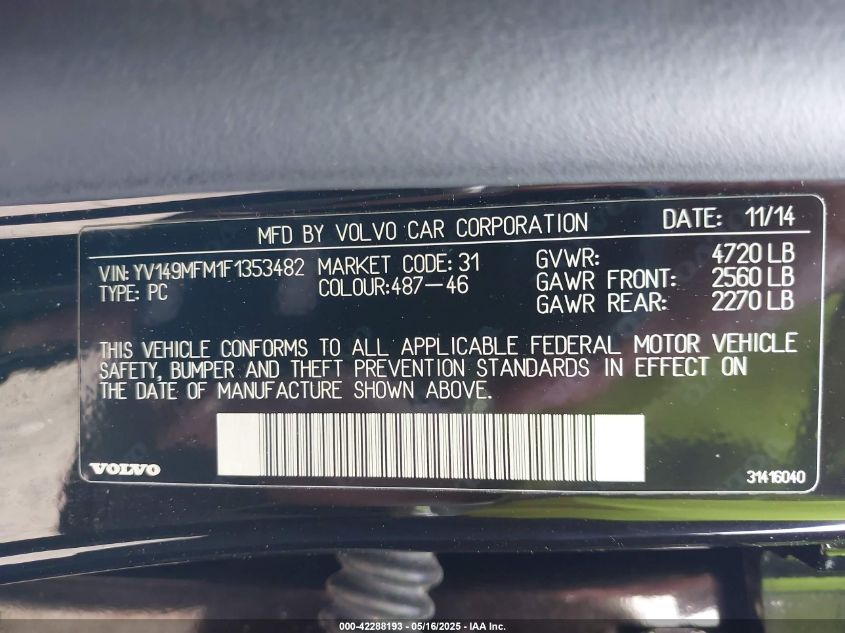 MFD BY VOLVO CAR CORPORATION DATE: 11/14
VIN: YV149MFM1F1353482 MARKET CODE: 31 GVWR: 4720 LB
TYPE: PC COLOUR:487-46 GAWR FRONT: 2560 LB
GAWR REAR: 2270 LB
THIS VEHICLE CONFORMS TO ALL APPLICABLE FEDERAL MOTOR VEHICLE
SAFETY, BUMPER AND THEFT PREVENTION STANDARDS IN EFFECT ON
THE DATE OF MANUFACTURE SHOWN ABOVE.
VOLVO 31416040
000-42288193 - 05/16/2025 - IAA Inc.